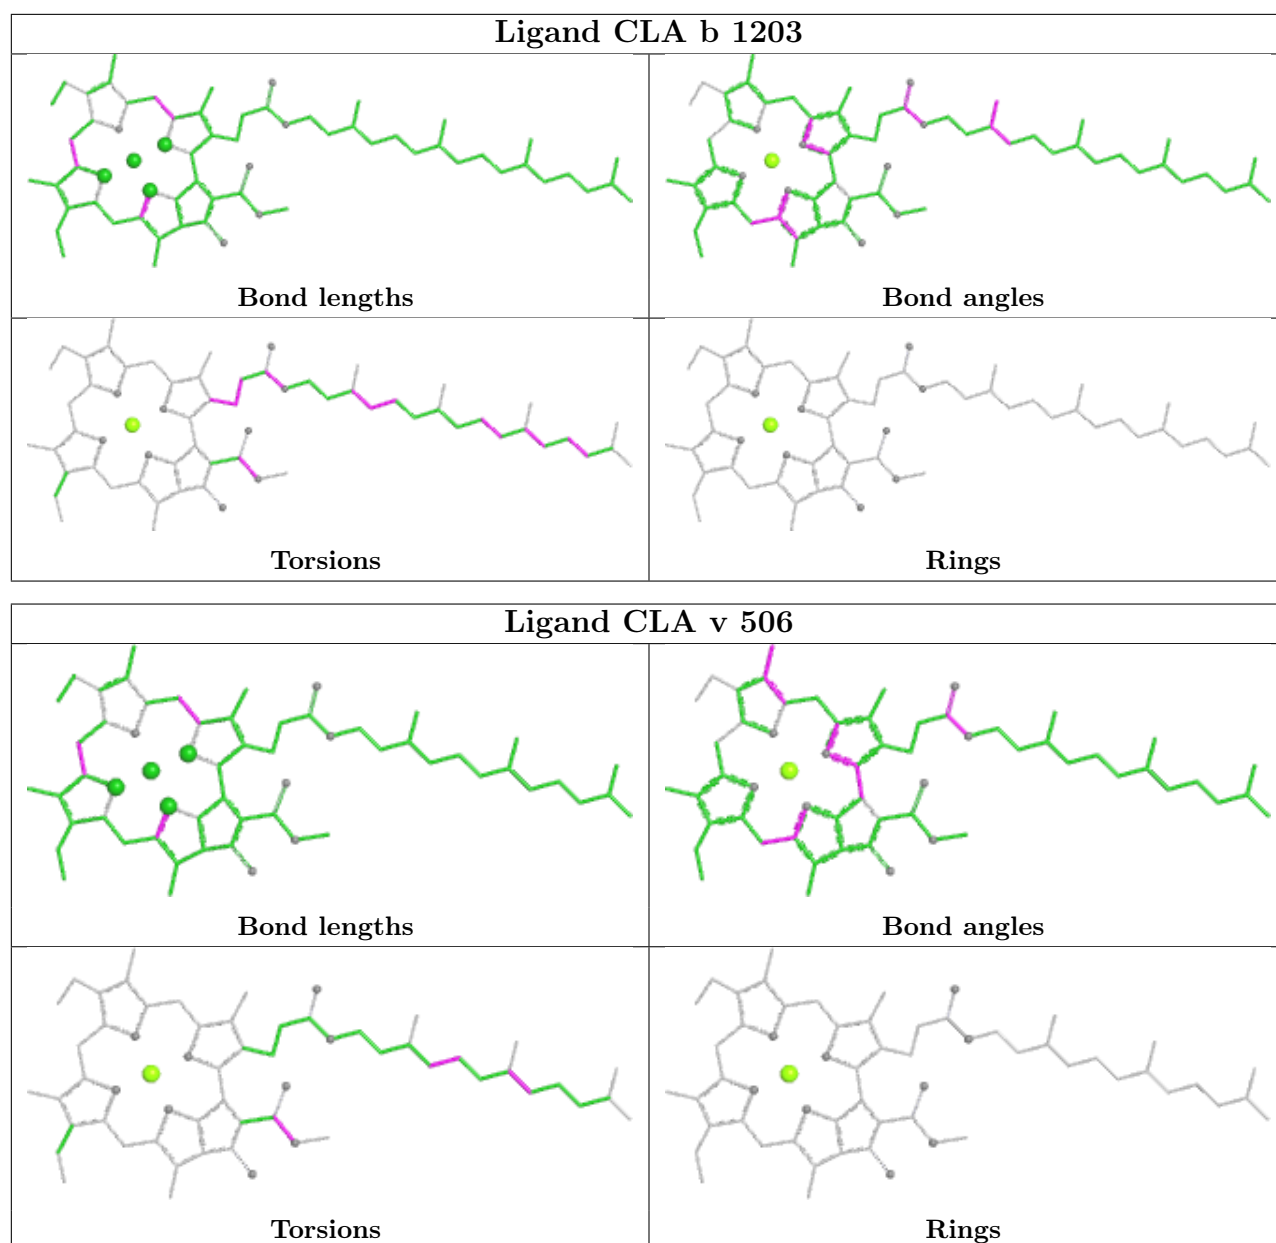 Ligand CLA b 1203
Bond lengths
Bond angles
Torsions
Rings
Ligand CLA v 506
Bond lengths
Bond angles
Torsions
Rings